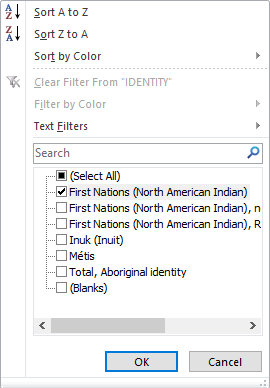 Sort A to Z
Sort Z to A
Sort by Color
Clear Filter From "IDENTITY"
Filter by Color
Text Filters
Search
(Select All)
First Nations (North American Indian)
First Nations (North American Indian), n
First Nations (North American Indian), R
Inuk (Inuit)
Métis
Total, Aboriginal identity
(Blanks)
OK Cancel